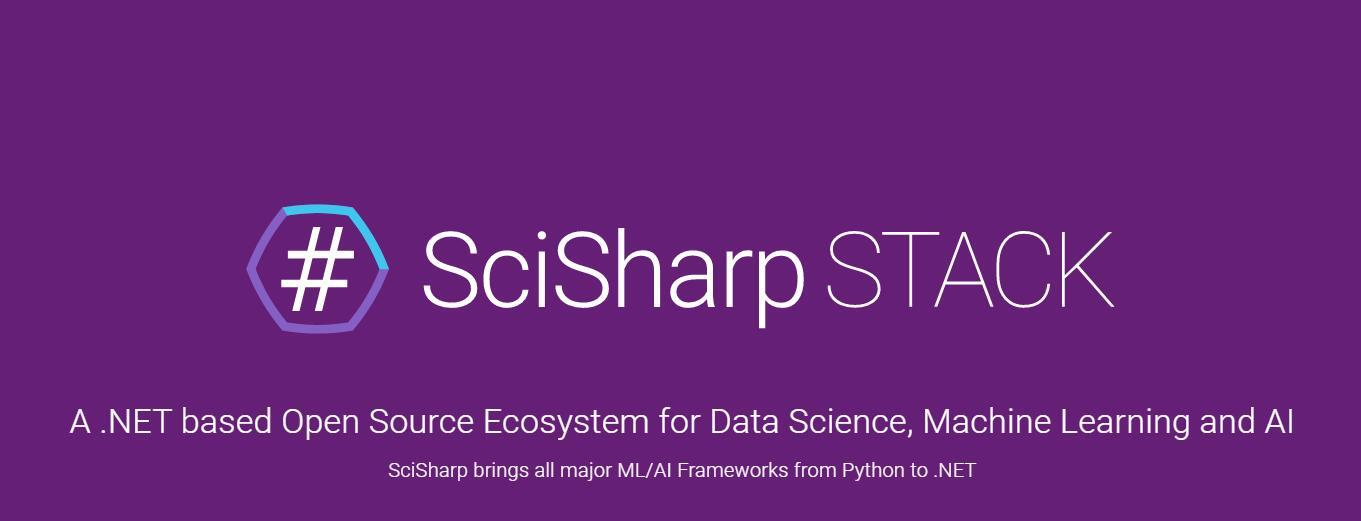 # SciSharp STACK
A .NET based Open Source Ecosystem for Data Science, Machine Learning and AI
SciSharp brings all major ML/AI Frameworks from Python to .NET